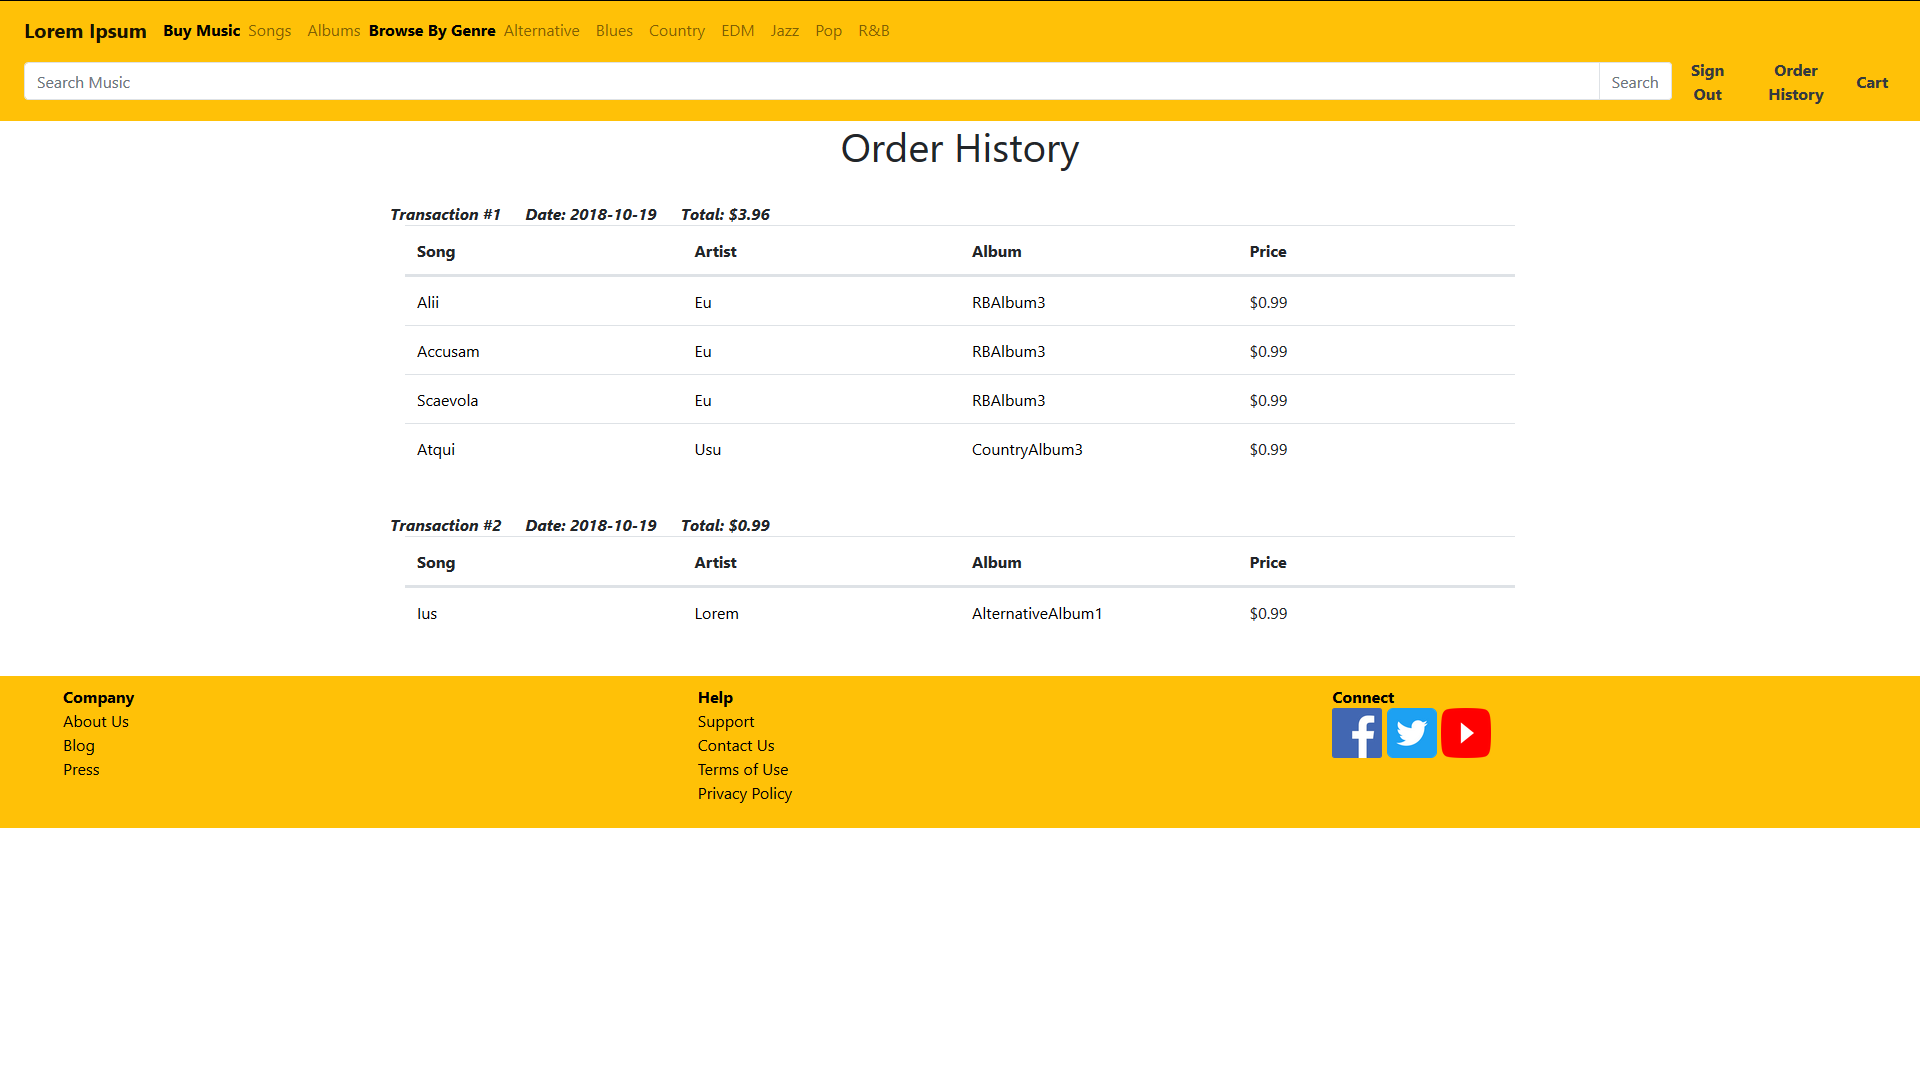 Lorem Ipsum Buy Music Songs Albums Browse By Genre Alternative Blues Country EDM Jazz Pop R&B
Search Music Search Sign Out Order History Cart
Order History
Transaction #1 Date: 2018-10-19 Total: $3.96
Song Artist Album Price
Alii Eu RBAlbum3 $0.99
Accusam Eu RBAlbum3 $0.99
Scaevola Eu RBAlbum3 $0.99
Atqui Usu CountryAlbum3 $0.99
Transaction #2 Date: 2018-10-19 Total: $0.99
Song Artist Album Price
Ius Lorem AlternativeAlbum1 $0.99
Company
About Us
Blog
Press
Help
Support
Contact Us
Terms of Use
Privacy Policy
Connect